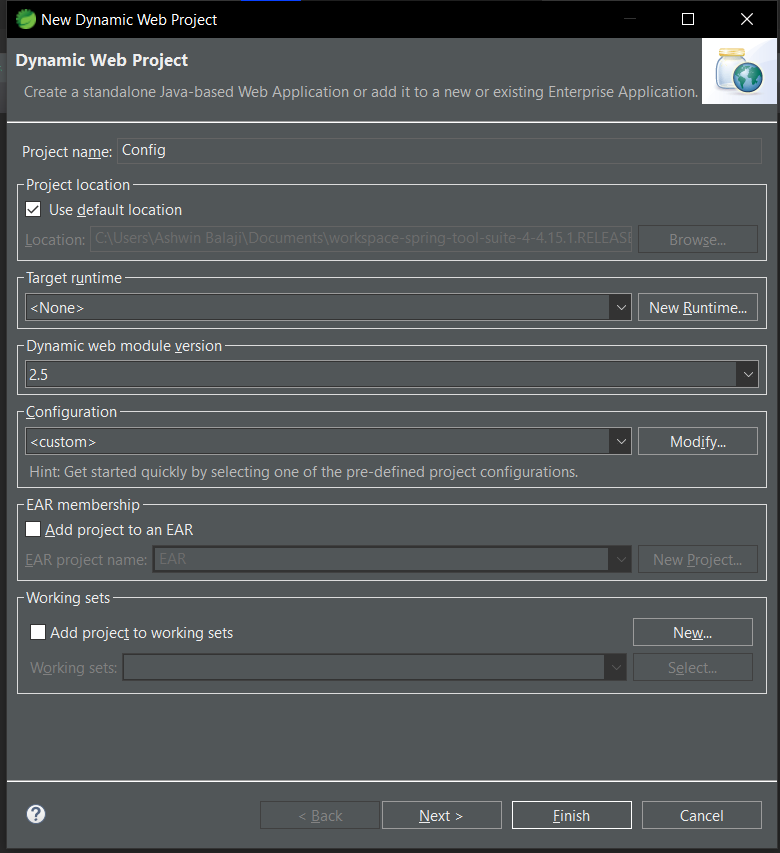 New Dynamic Web Project
Dynamic Web Project
Create a standalone Java-based Web Application or add it to a new or existing Enterprise Application.
Project name: Config
Project location
Use default location
Location: C:\Users\Ashwin Balaji\Documents\workspace-spring-tool-suite-4-4.15.1.RELEASE Browse...
Target runtime
<None> New Runtime...
Dynamic web module version
2.5
Configuration
<custom> Modify...
Hint: Get started quickly by selecting one of the pre-defined project configurations.
EAR membership
Add project to an EAR
EAR project name: EAR New Project...
Working sets
Add project to working sets New...
Working sets: Select...
? < Back Next > Finish Cancel